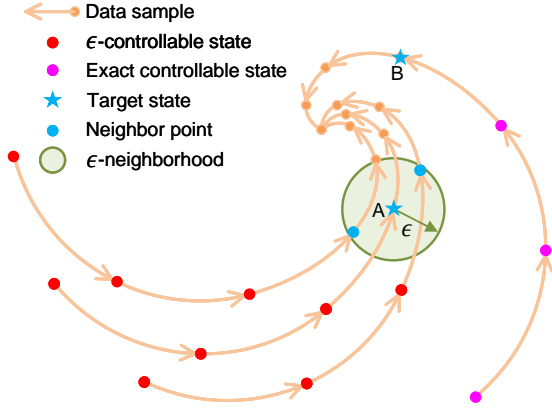 Data sample
ϵ-controllable state
Exact controllable state
Target state
Neighbor point
ϵ-neighborhood
B
A
ϵ